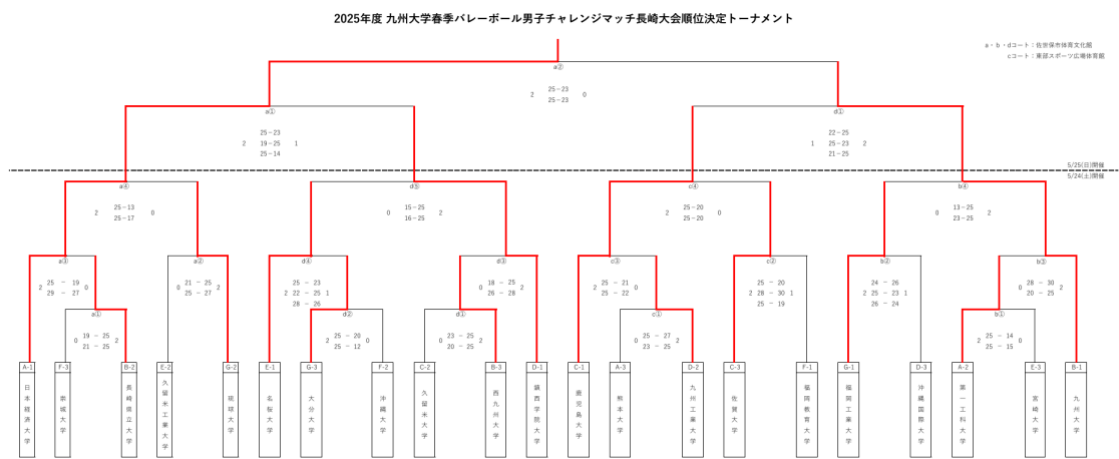 2025年度 九州大学春季バレーボール男子チャレンジマッチ長崎大会順位決定トーナメント
a・b・dコート：佐世保市体育文化館
cコート：東部スポーツ広場体育館
a②
2 25－23 0
25－23
a① d①
25－23 22－25
2 19－25 1 1 25－23 2
25－14 21－25
5/25(日)開催
5/24(土)開催
a④ d⑤ c④ b④
2 25－13 0 0 15－25 2 2 25－20 0 0 13－25 2
25－17 16－25 25－20 23－25
a③ a② d④ d③ c③ c② b② b③
2 25 － 19 0 0 21 － 25 2 25 － 23 0 18 － 25 2 2 25 － 21 0 25 － 20 24 － 26 0 28 － 30 2
29 － 27 25 － 27 2 22 － 25 1 26 － 28 25 － 22 2 28 － 30 1 2 25 － 23 1 20 － 25
28 － 26 25 － 19 26 － 24
a① d② d① c① b①
0 19 － 25 2 2 25 － 20 0 0 23 － 25 2 0 25 － 27 2 2 25 － 14 0
21 － 25 25 － 12 20 － 25 23 － 25 25 － 15
A-1 F-3 B-2 E-2 G-2 E-1 G-3 F-2 C-2 B-3 D-1 C-1 A-3 D-2 C-3 F-1 G-1 D-3 A-2 E-3 B-1
日本経済大学
崇城大学
長崎県立大学
久留米工業大学
琉球大学
名桜大学
大分大学
沖縄大学
久留米大学
西九州大学
鎮西学院大学
鹿児島大学
熊本大学
九州工業大学
佐賀大学
福岡教育大学
福岡工業大学
沖縄国際大学
第一工科大学
宮崎大学
九州大学